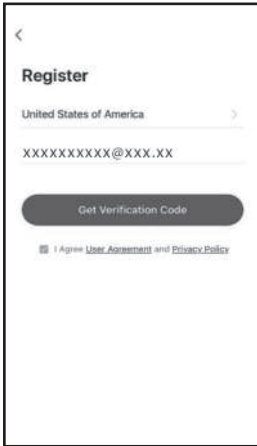 Register
United States of America
XXXXXXXXXX@XXX.XX
Get Verification Code
I Agree User Agreement and Privacy Policy